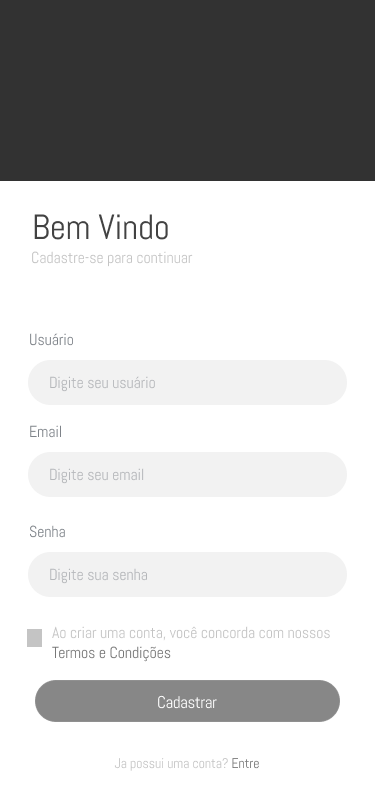 Bem Vindo
Cadastre-se para continuar
Usuário
Digite seu usuário
Email
Digite seu email
Senha
Digite sua senha
Ao criar uma conta, você concorda com nossos
Termos e Condições
Cadastrar
Ja possui uma conta? Entre